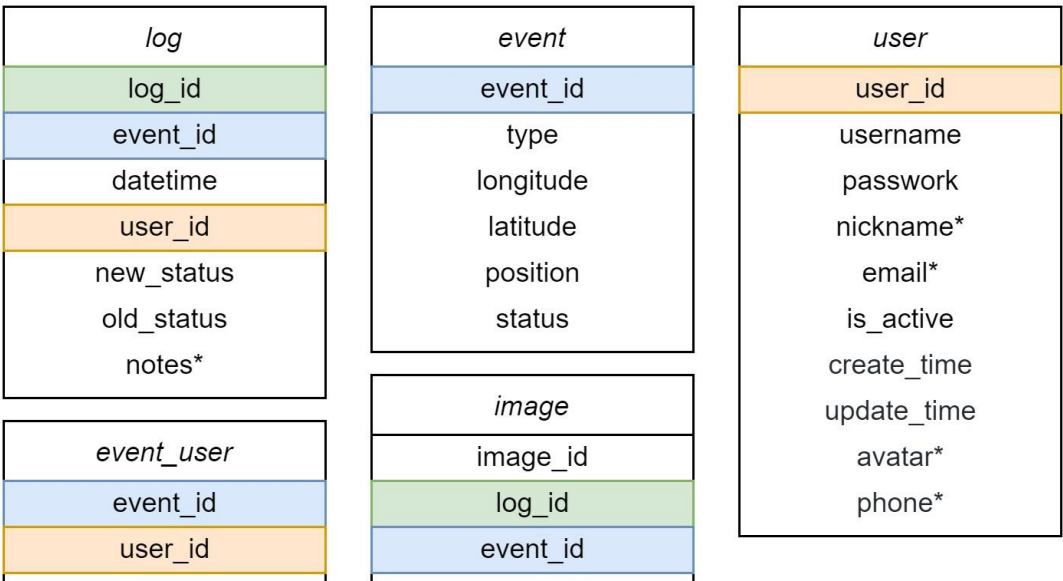 log
log_id
event_id
datetime
user_id
new_status
old_status
notes*
event_user
event_id
user_id
event
event_id
type
longitude
latitude
position
status
image
image_id
log_id
event_id
user
user_id
username
passwork
nickname*
email*
is_active
create_time
update_time
avatar*
phone*